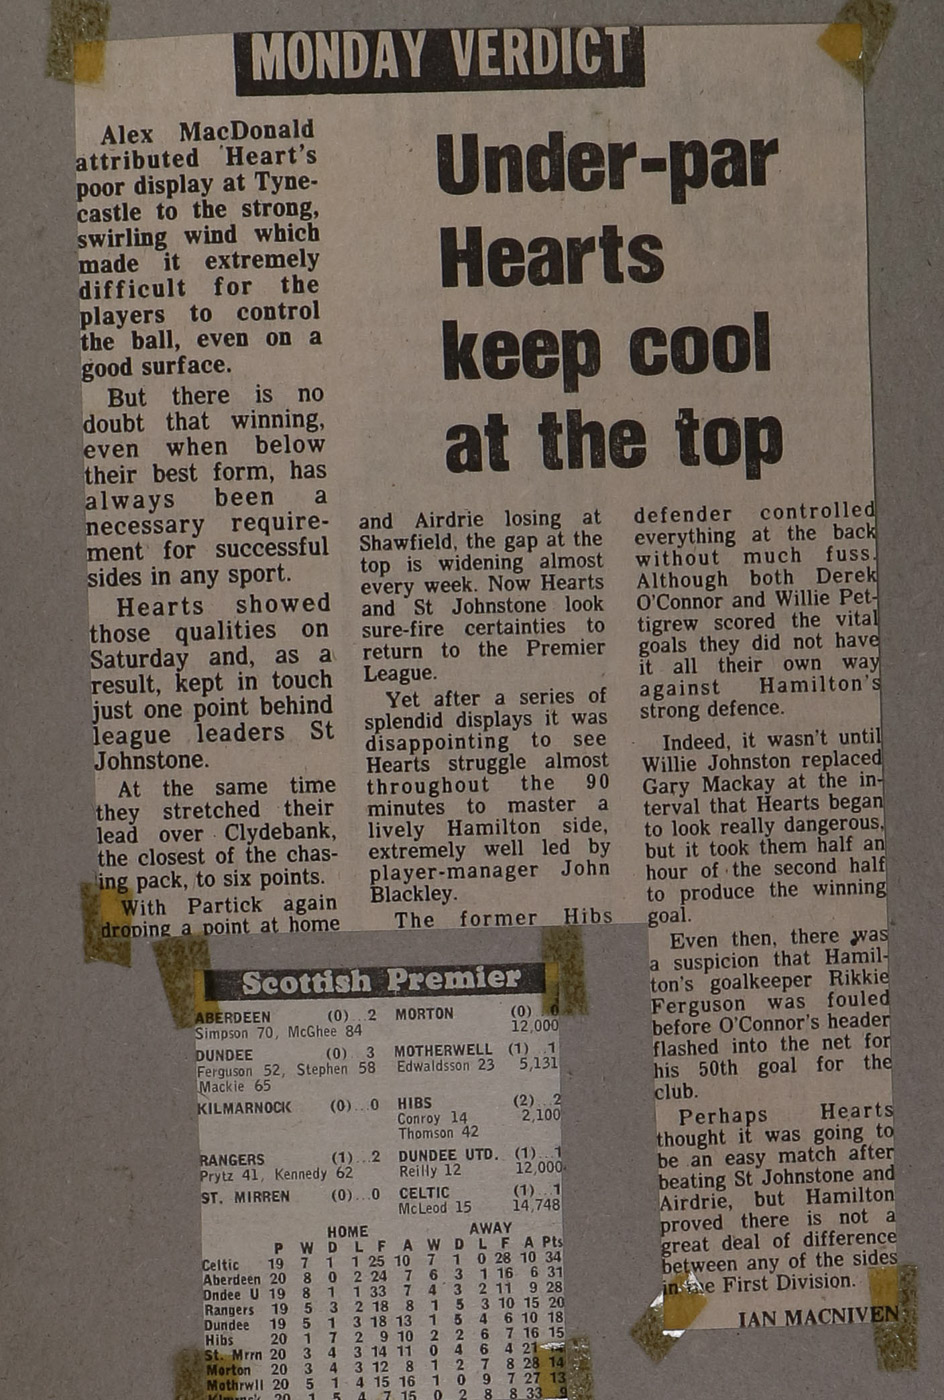 MONDAY VERDICT
Under-par
Hearts
keep cool
at the top
Alex MacDonald
attributed 'Heart's
poor display at Tyne-
castle to the strong,
swirling wind which
made it extremely
difficult for the
players to control
the ball, even on a
good surface.
But there is no
doubt that winning,
even when below
their best form, has
always been a
necessary require-
ment for successful
sides in any sport.
Hearts showed
those qualities on
Saturday and, as a
result, kept in touch
just one point behind
league leaders St
Johnstone.
At the same time
they stretched their
lead over Clydebank,
the closest of the chas-
ing pack, to six points.
With Partick again
droping a point at home
and Airdrie losing at
Shawfield, the gap at the
top is widening almost
every week. Now Hearts
and St Johnstone look
sure-fire certainties to
return to the Premier
League.
Yet after a series of
splendid displays it was
disappointing to see
Hearts struggle almost
throughout the 90
minutes to master a
lively Hamilton side,
extremely well led by
player-manager John
Blackley.
The former Hibs
defender controlled
everything at the back
without much fuss.
Although both Derek
O'Connor and Willie Pet-
tigrew scored the vital
goals they did not have
it all their own way
against Hamilton's
strong defence.
Indeed, it wasn't until
Willie Johnston replaced
Gary Mackay at the in-
terval that Hearts began
to look really dangerous,
but it took them half an
hour of the second half
to produce the winning
goal.
Even then, there was
a suspicion that Hamil-
ton's goalkeeper Rikkie
Ferguson was fouled
before O'Connor's header
flashed into the net for
his 50th goal for the
club.
Perhaps Hearts
thought it was going to
be an easy match after
beating St Johnstone and
Airdrie, but Hamilton
proved there is not a
great deal of difference
between any of the sides
in the First Division.
IAN MACNIVEN
Scottish Premier
ABERDEEN (0)..2 MORTON (0) 0
Simpson 70, McGhee 84 12,000
DUNDEE (0) 3 MOTHERWELL (1) 1
Ferguson 52, Stephen 58 Edwaldsson 23 5,131
Mackie 65
KILMARNOCK (0)..0 HIBS (2)..2
Conroy 14 2,100
Thomson 42
RANGERS (1)...2 DUNDEE UTD. (1)...1
Prytz 41, Kennedy 62 Reilly 12 12,000
ST. MIRREN (0)...0 CELTIC (1)...1
McLeod 15 14,748
HOME AWAY
P W D L F A W D L F A Pts
Celtic 19 7 1 1 25 10 7 1 0 28 10 34
Aberdeen 20 8 0 2 24 7 6 3 1 16 6 31
Dndee U 19 8 1 1 33 7 4 3 2 11 9 28
Rangers 19 5 3 2 18 8 1 5 3 10 15 20
Dundee 19 5 1 3 18 13 1 5 4 6 10 18
Hibs 20 1 7 2 9 10 2 2 6 7 16 15
St. Mrrn 20 3 4 3 14 11 0 4 6 4 21
Morton 20 3 4 3 12 8 1 2 7 8 28 14
Mothrwll 20 5 1 4 15 16 1 0 9 7 27 13
20 1 5 4 7 15 0 2 8 8 33 9